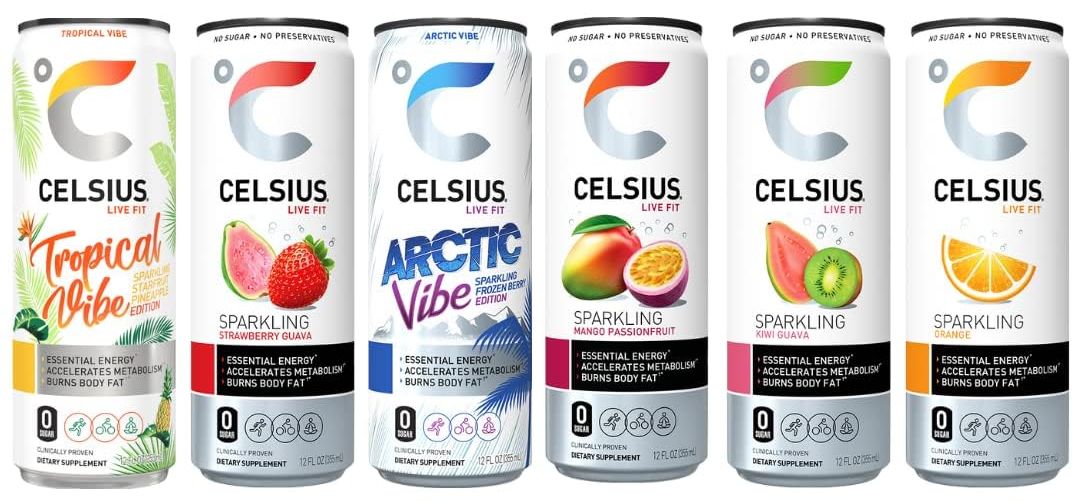 TROPICAL VIBE
CELSIUS®
LIVE FIT
Tropical
Vibe
SPARKLING
STARFRUIT
PINEAPPLE
EDITION
ESSENTIAL ENERGY*
ACCELERATES METABOLISM*†
BURNS BODY FAT*†
0
SUGAR
CLINICALLY PROVEN
DIETARY SUPPLEMENT
12 FL OZ (355 mL)
NO SUGAR • NO PRESERVATIVES
CELSIUS®
LIVE FIT
SPARKLING
STRAWBERRY GUAVA
ESSENTIAL ENERGY*
ACCELERATES METABOLISM*†
BURNS BODY FAT*†
0
SUGAR
CLINICALLY PROVEN
DIETARY SUPPLEMENT
12 FL OZ (355 mL)
ARCTIC VIBE
CELSIUS®
LIVE FIT
ARCTIC
Vibe
SPARKLING
FROZEN BERRY
EDITION
ESSENTIAL ENERGY*
ACCELERATES METABOLISM*†
BURNS BODY FAT*†
0
SUGAR
CLINICALLY PROVEN
DIETARY SUPPLEMENT
12 FL OZ (355 mL)
NO SUGAR • NO PRESERVATIVES
CELSIUS®
LIVE FIT
SPARKLING
MANGO PASSIONFRUIT
ESSENTIAL ENERGY*
ACCELERATES METABOLISM*†
BURNS BODY FAT*†
0
SUGAR
CLINICALLY PROVEN
DIETARY SUPPLEMENT
12 FL OZ (355 mL)
NO SUGAR • NO PRESERVATIVES
CELSIUS®
LIVE FIT
SPARKLING
KIWI GUAVA
ESSENTIAL ENERGY*
ACCELERATES METABOLISM*†
BURNS BODY FAT*†
0
SUGAR
CLINICALLY PROVEN
DIETARY SUPPLEMENT
12 FL OZ (355 mL)
NO SUGAR • NO PRESERVATIVES
CELSIUS®
LIVE FIT
SPARKLING
ORANGE
ESSENTIAL ENERGY*
ACCELERATES METABOLISM*†
BURNS BODY FAT*†
0
SUGAR
CLINICALLY PROVEN
DIETARY SUPPLEMENT
12 FL OZ (355 mL)